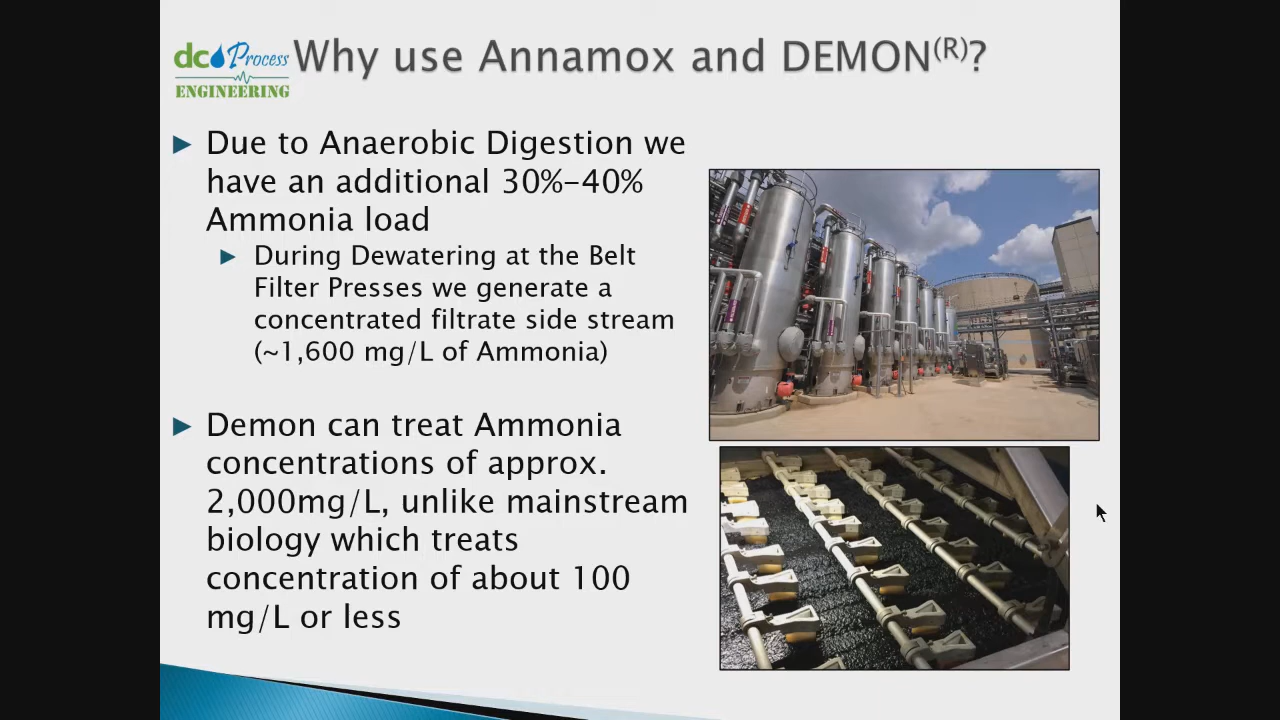 dc Process
ENGINEERING
Why use Annamox and DEMON(R)?
► Due to Anaerobic Digestion we
have an additional 30%-40%
Ammonia load
► During Dewatering at the Belt
Filter Presses we generate a
concentrated filtrate side stream
(~1,600 mg/L of Ammonia)
► Demon can treat Ammonia
concentrations of approx.
2,000mg/L, unlike mainstream
biology which treats
concentration of about 100
mg/L or less